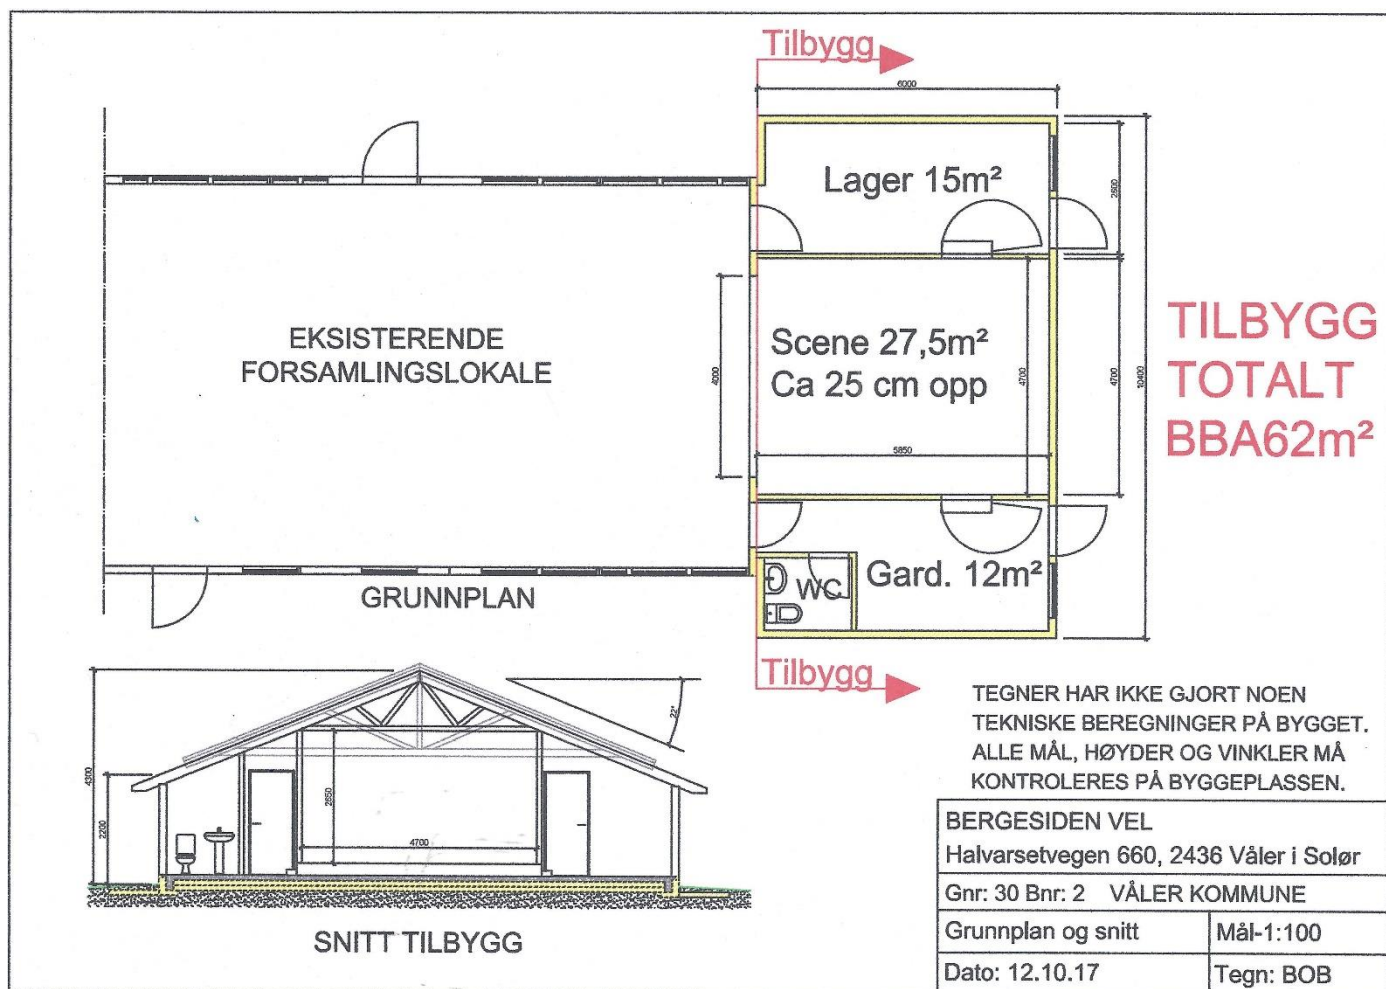 Tilbygg
6000
Lager 15m²
2600
EKSISTERENDE
FORSAMLINGSLOKALE
4000
Scene 27,5m²
Ca 25 cm opp
4700
4700
10400
5850
TILBYGG
TOTALT
BBA62m²
WC
Gard. 12m²
GRUNNPLAN
Tilbygg
22°
4300
2200
2650
4700
SNITT TILBYGG
TEGNER HAR IKKE GJORT NOEN
TEKNISKE BEREGNINGER PÅ BYGGET.
ALLE MÅL, HØYDER OG VINKLER MÅ
KONTROLERES PÅ BYGGEPLASSEN.
BERGESIDEN VEL
Halvarsetvegen 660, 2436 Våler i Solør
Gnr: 30 Bnr: 2 VÅLER KOMMUNE
Grunnplan og snitt
Mål-1:100
Dato: 12.10.17
Tegn: BOB